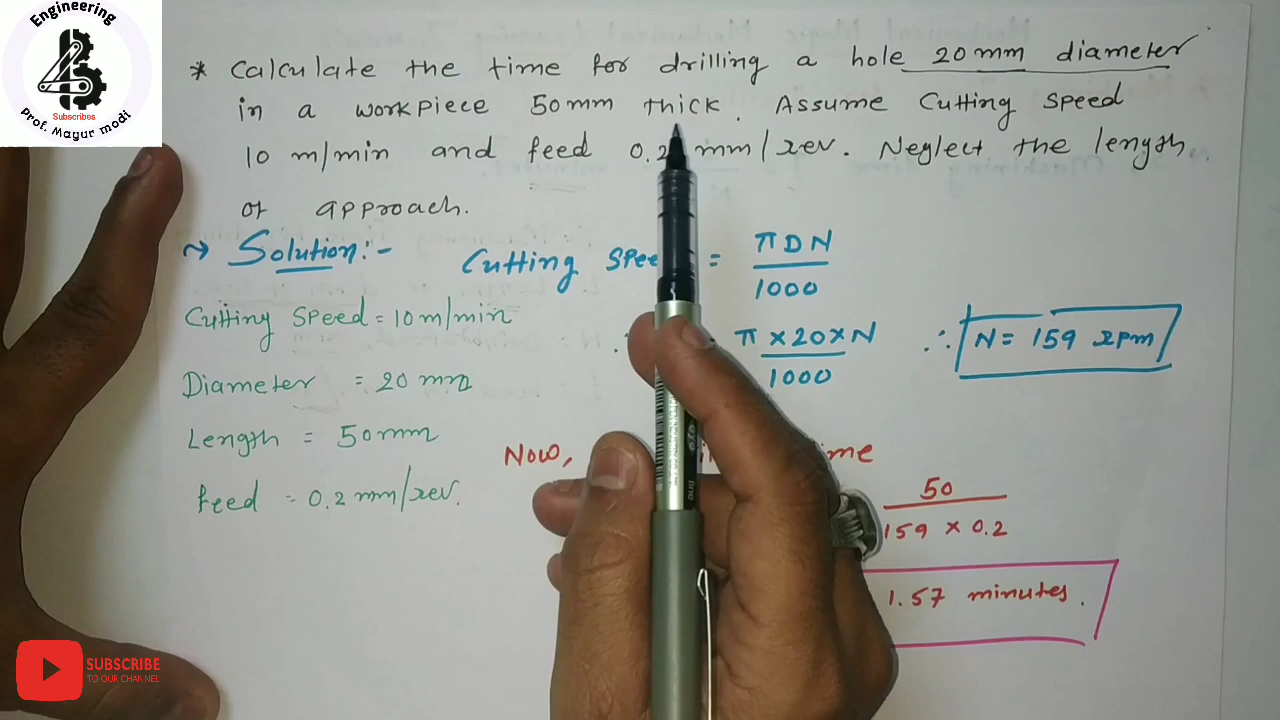 Engineering
Subscribes
Prof. Mayur modi
* Calculate the time for drilling a hole 20 mm diameter
in a workpiece 50 mm thick. Assume Cutting Speed
10 m/min and feed 0.2 mm/rev. Neglect the length
of approach.
→ Solution:-
Cutting Spee = πDN / 1000
Cutting Speed = 10 m/min
π × 20 × N / 1000 ∴ N = 159 rpm
Diameter = 20 mm
Length = 50 mm
Now, me
feed = 0.2 mm/rev.
50 / 159 × 0.2
1.57 minutes.
SUBSCRIBE
TO OUR CHANNEL